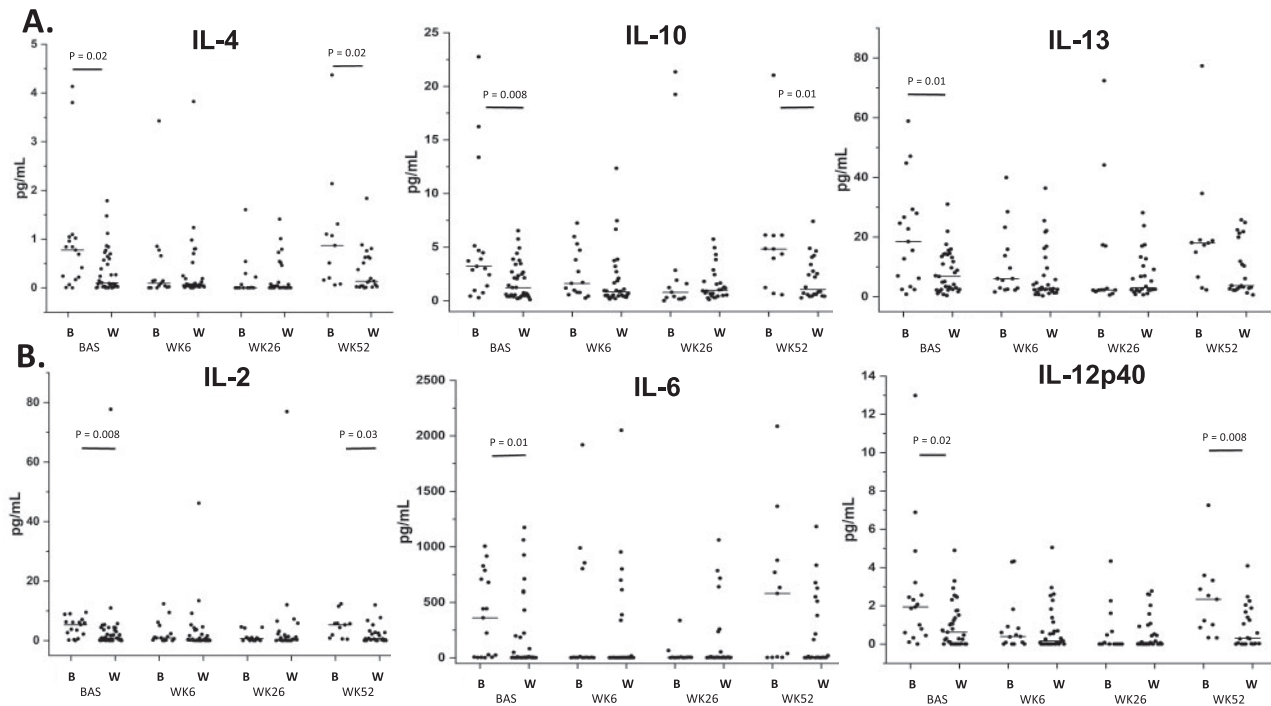 A.
IL-4
IL-10
IL-13
5
4
3
2
1
0
pg/mL
P = 0.02
P = 0.02
B W B W B W B W
BAS WK6 WK26 WK52
25
20
15
10
5
0
pg/mL
P = 0.008
P = 0.01
B W B W B W B W
BAS WK6 WK26 WK52
80
60
40
20
0
pg/mL
P = 0.01
B W B W B W B W
BAS WK6 WK26 WK52
B.
IL-2
IL-6
IL-12p40
80
60
40
20
0
pg/mL
P = 0.008
P = 0.03
B W B W B W B W
BAS WK6 WK26 WK52
2500
2000
1500
1000
500
0
pg/mL
P = 0.01
B W B W B W B W
BAS WK6 WK26 WK52
14
12
10
8
6
4
2
0
pg/mL
P = 0.02
P = 0.008
B W B W B W B W
BAS WK6 WK26 WK52